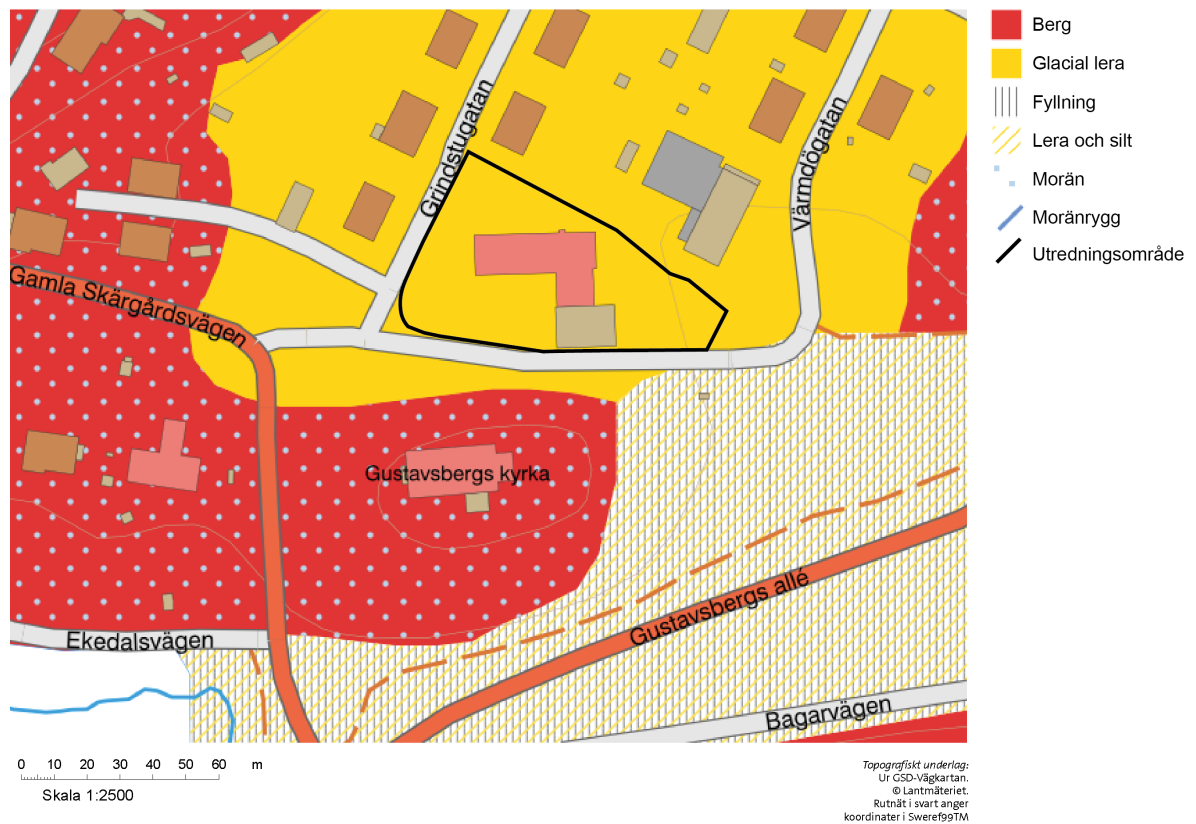 Grindstugatan
Värmdögatan
Gamla Skärgårdsvägen
Gustavsbergs kyrka
Gustavsbergs allé
Ekedalsvägen
Bagarvägen
Berg
Glacial lera
Fyllning
Lera och silt
Morän
Moränrygg
Utredningsområde
0 10 20 30 40 50 60 m
Skala 1:2500
Topografiskt underlag:
Ur GSD-Vägkartan.
© Lantmäteriet.
Rutnät i svart anger
koordinater i Sweref99TM